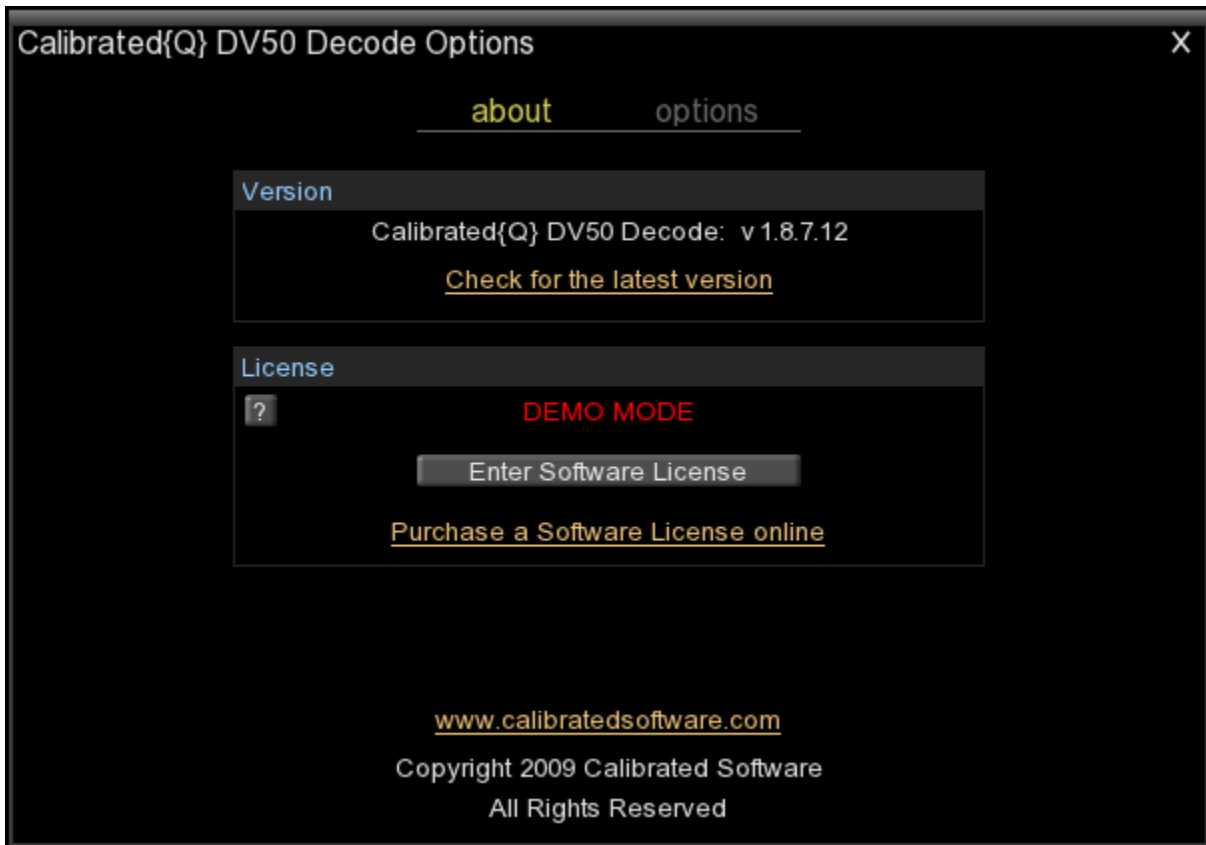 Calibrated{Q} DV50 Decode Options X
about options
Version
Calibrated{Q} DV50 Decode: v 1.8.7.12
Check for the latest version
License
? DEMO MODE
Enter Software License
Purchase a Software License online
www.calibratedsoftware.com
Copyright 2009 Calibrated Software
All Rights Reserved